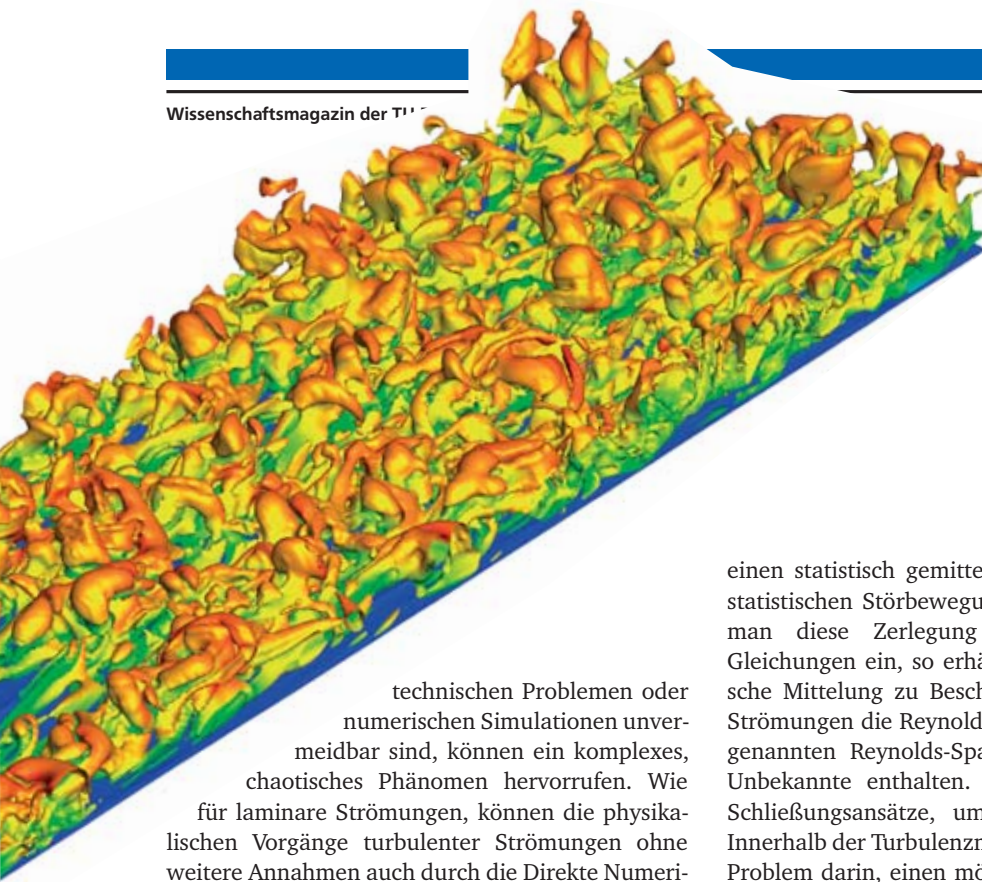 Wissenschaftsmagazin der TU
technischen Problemen oder
numerischen Simulationen unver-
meidbar sind, können ein komplexes,
chaotisches Phänomen hervorrufen. Wie
für laminare Strömungen, können die physika-
lischen Vorgänge turbulenter Strömungen ohne
weitere Annahmen auch durch die Direkte Numeri-
einen statistisch gemitte
statistischen Störbewegu
man diese Zerlegung
Gleichungen ein, so erhä
sche Mittelung zu Besch
Strömungen die Reynold
genannten Reynolds-Spa
Unbekannte enthalten.
Schließungsansätze, um
Innerhalb der Turbulenzm
Problem darin, einen mö